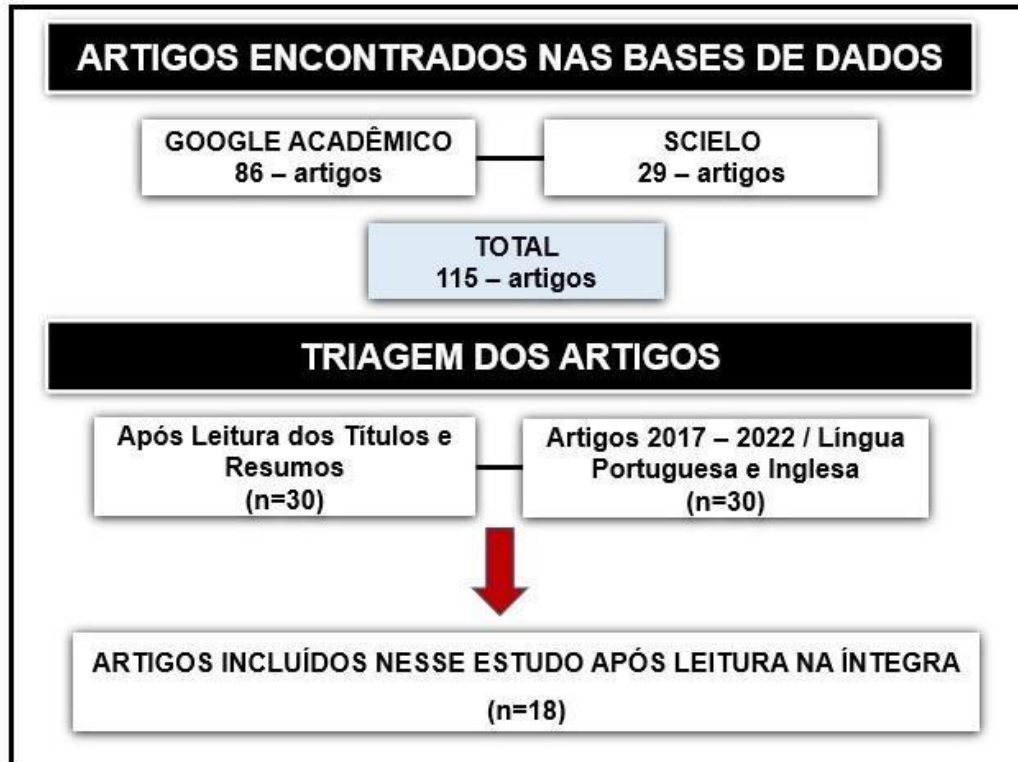 ARTIGOS ENCONTRADOS NAS BASES DE DADOS
GOOGLE ACADÊMICO
86 – artigos
SCIELO
29 – artigos
TOTAL
115 – artigos
TRIAGEM DOS ARTIGOS
Após Leitura dos Títulos e
Resumos
(n=30)
Artigos 2017 – 2022 / Língua
Portuguesa e Inglesa
(n=30)
ARTIGOS INCLUÍDOS NESSE ESTUDO APÓS LEITURA NA ÍNTEGRA
(n=18)